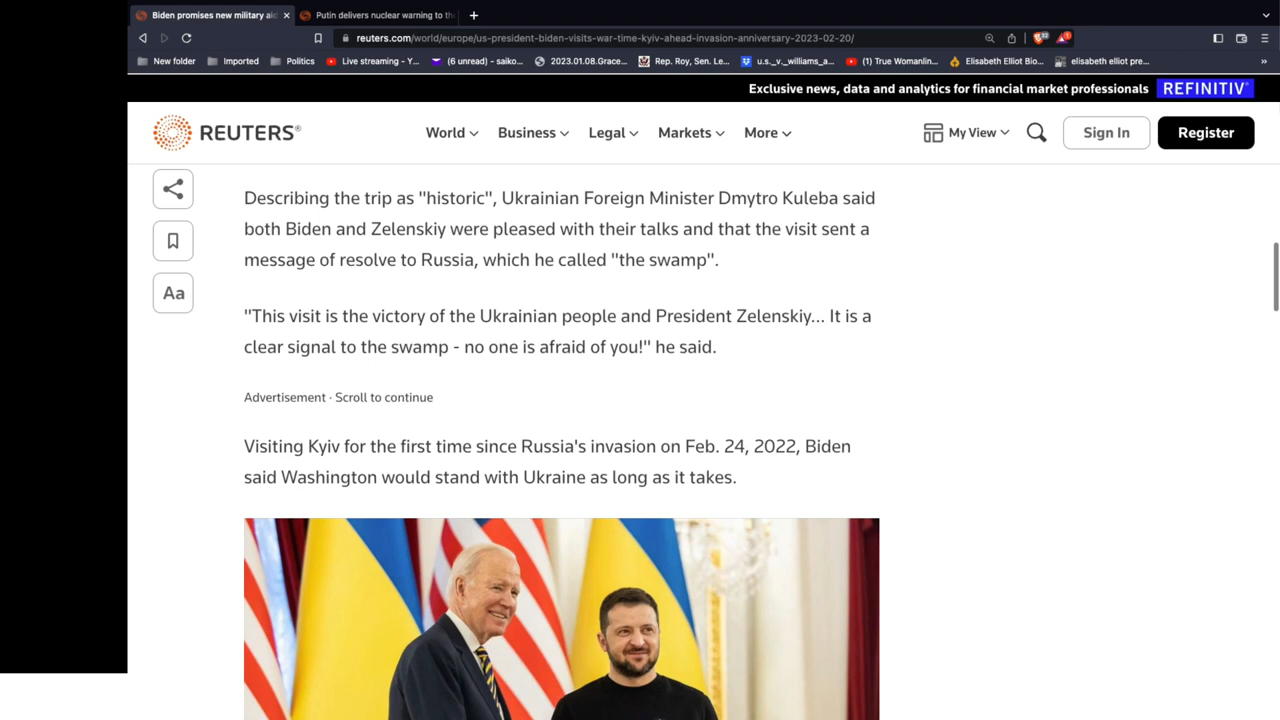 Biden promises new military aid
Putin delivers nuclear warning to th
reuters.com/world/europe/us-president-biden-visits-war-time-kyiv-ahead-invasion-anniversary-2023-02-20/
New folder Imported Politics Live streaming - Y... (6 unread) - saiko... 2023.01.08.Grace... Rep. Roy, Sen. Le... u.s._v._williams_a... (1) True Womanlin... Elisabeth Elliot Bio... elisabeth elliot pre... »
Exclusive news, data and analytics for financial market professionals REFINITIV
REUTERS® World Business Legal Markets More My View Sign In Register
Describing the trip as "historic", Ukrainian Foreign Minister Dmytro Kuleba said
both Biden and Zelenskiy were pleased with their talks and that the visit sent a
message of resolve to Russia, which he called "the swamp".
Aa
"This visit is the victory of the Ukrainian people and President Zelenskiy... It is a
clear signal to the swamp - no one is afraid of you!" he said.
Advertisement · Scroll to continue
Visiting Kyiv for the first time since Russia's invasion on Feb. 24, 2022, Biden
said Washington would stand with Ukraine as long as it takes.